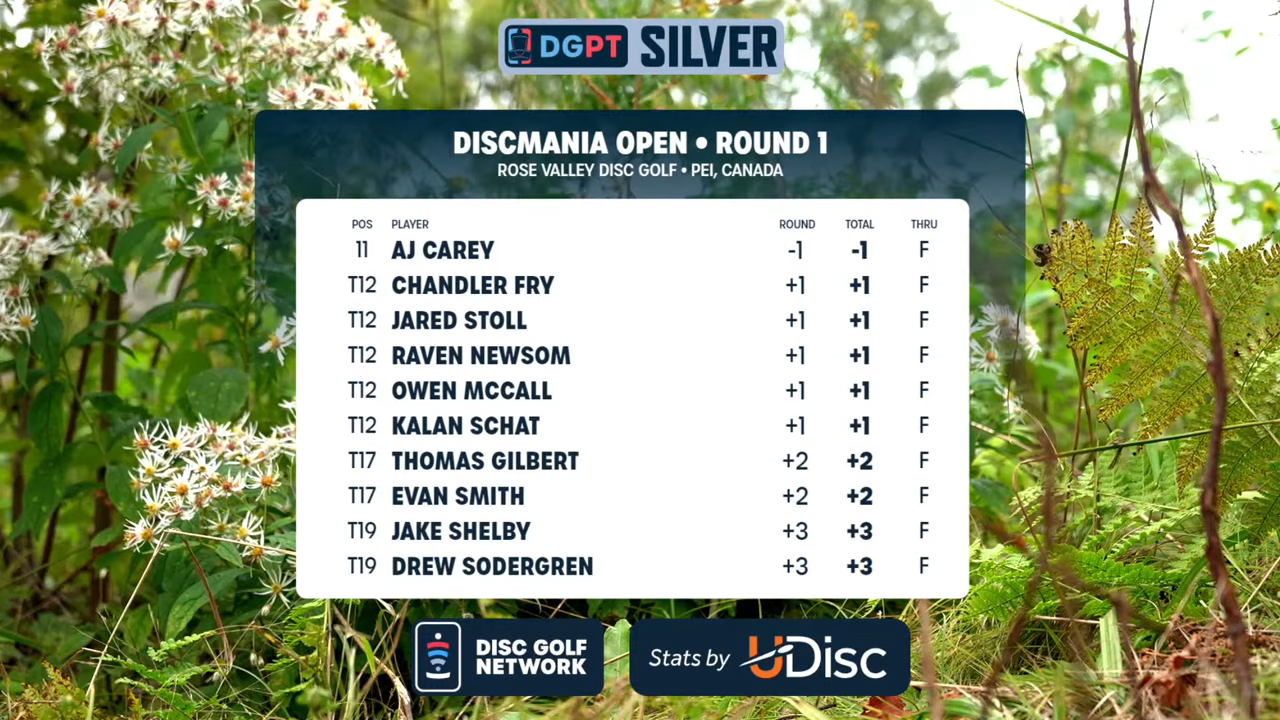 DGPT SILVER
DISCMANIA OPEN • ROUND 1
ROSE VALLEY DISC GOLF • PEI, CANADA
POS PLAYER ROUND TOTAL THRU
11 AJ CAREY -1 -1 F
T12 CHANDLER FRY +1 +1 F
T12 JARED STOLL +1 +1 F
T12 RAVEN NEWSOM +1 +1 F
T12 OWEN MCCALL +1 +1 F
T12 KALAN SCHAT +1 +1 F
T17 THOMAS GILBERT +2 +2 F
T17 EVAN SMITH +2 +2 F
T19 JAKE SHELBY +3 +3 F
T19 DREW SODERGREN +3 +3 F
DISC GOLF
NETWORK
Stats by UDisc